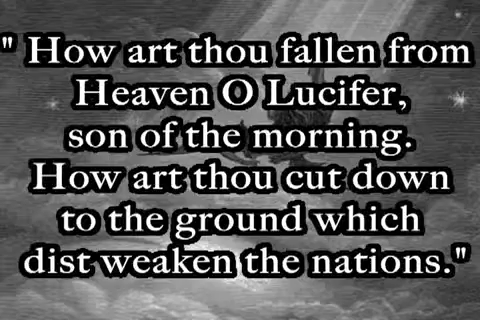 " How art thou fallen from
Heaven O Lucifer,
son of the morning.
How art thou cut down
to the ground which
dist weaken the nations."